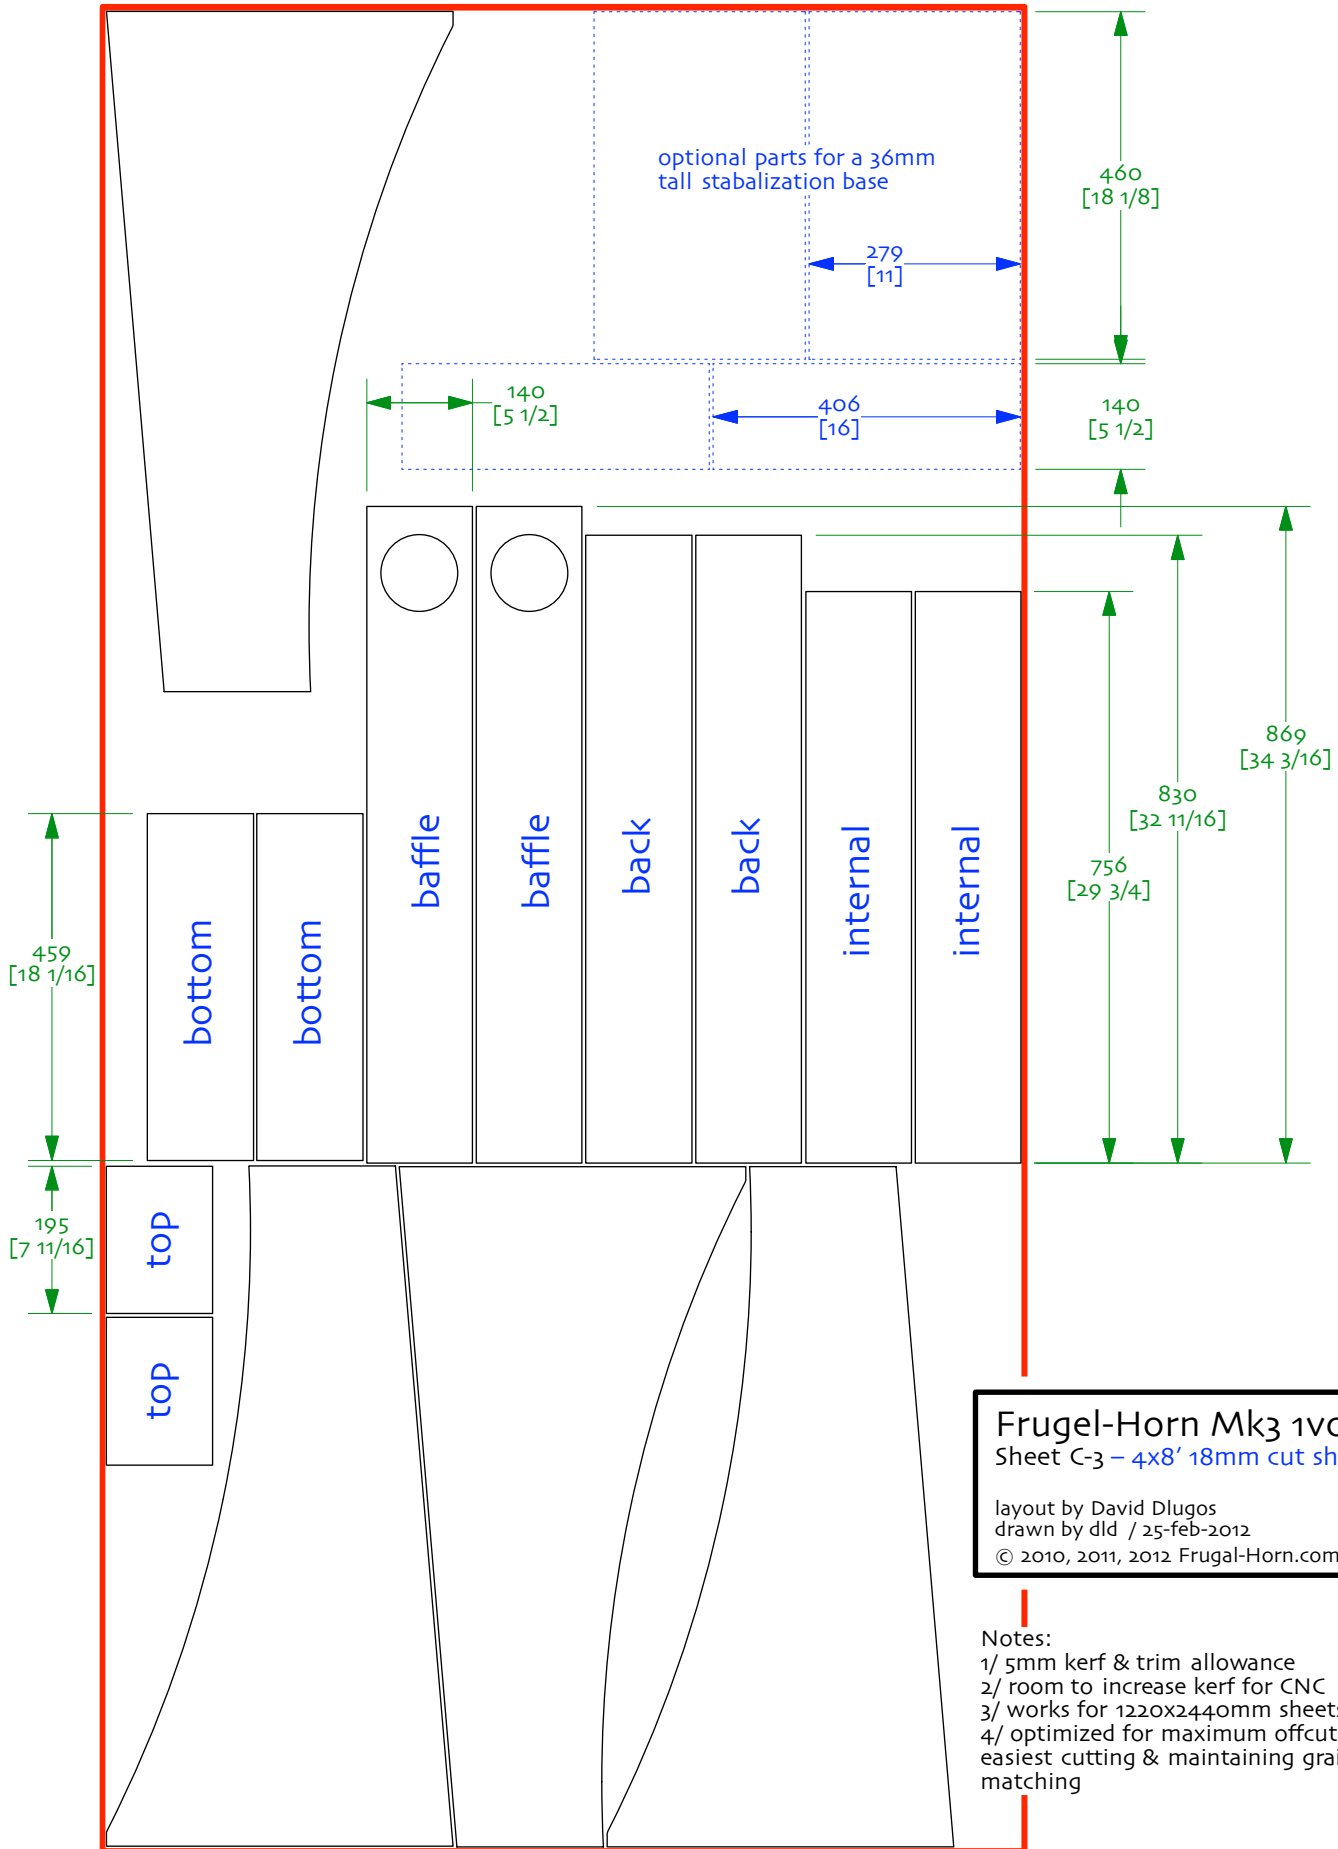 optional parts for a 36mm
tall stabalization base
460
[18 1/8]
279
[11]
140
[5 1/2]
406
[16]
140
[5 1/2]
869
[34 3/16]
830
[32 11/16]
756
[29 3/4]
baffle
baffle
back
back
internal
internal
bottom
bottom
459
[18 1/16]
195
[7 11/16]
top
top
Frugel-Horn Mk3 1v
Sheet C-3 – 4x8' 18mm cut sh
layout by David Dlugos
drawn by dld / 25-feb-2012
© 2010, 2011, 2012 Frugal-Horn.com
Notes:
1/ 5mm kerf & trim allowance
2/ room to increase kerf for CNC
3/ works for 1220x2440mm sheets
4/ optimized for maximum offcut
easiest cutting & maintaining grai
matching